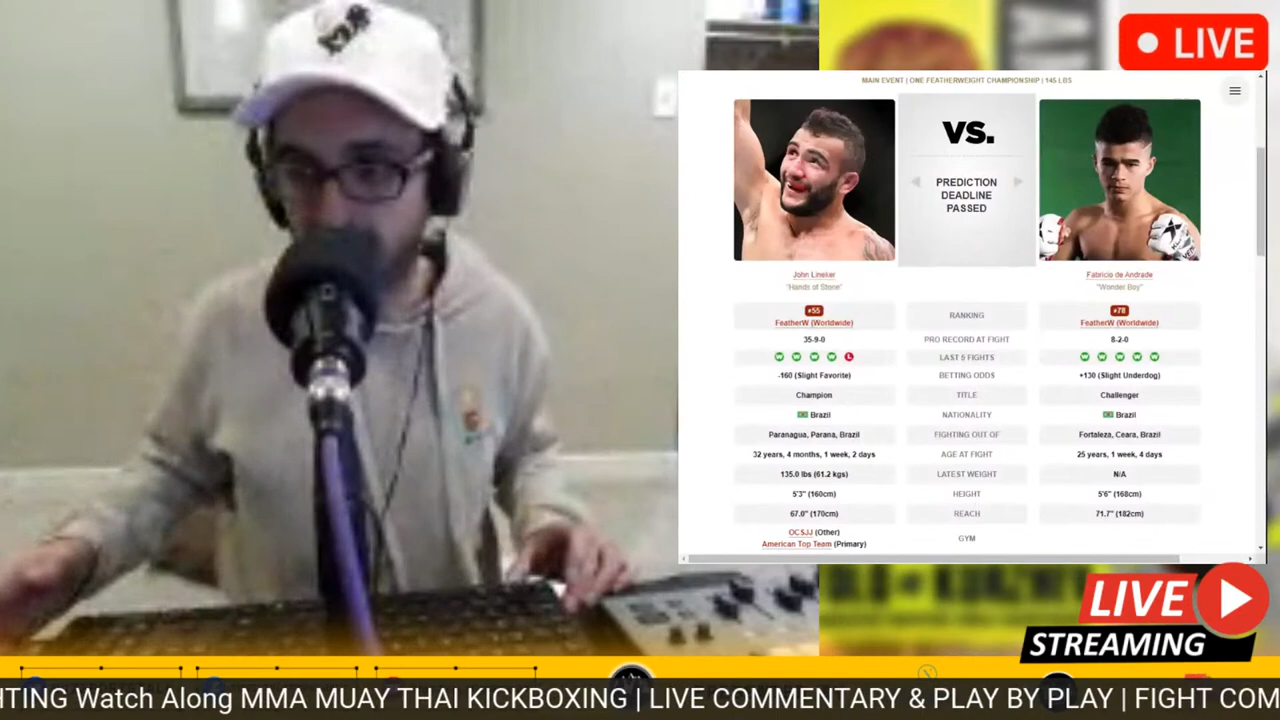 LIVE
MAIN EVENT | ONE FEATHERWEIGHT CHAMPIONSHIP | 145 LBS
VS.
PREDICTION
DEADLINE
PASSED
John Lineker
Fabricio de Andrade
"Hands of Stone"
"Wonder Boy"
#55
RANKING
#78
FeatherW (Worldwide)
FeatherW (Worldwide)
35-9-0
PRO RECORD AT FIGHT
8-2-0
W W W W L
LAST 5 FIGHTS
W W W W W
-160 (Slight Favorite)
BETTING ODDS
+130 (Slight Underdog)
Champion
TITLE
Challenger
Brazil
NATIONALITY
Brazil
Paranagua, Parana, Brazil
FIGHTING OUT OF
Fortaleza, Ceara, Brazil
32 years, 4 months, 1 week, 2 days
AGE AT FIGHT
25 years, 1 week, 4 days
135.0 lbs (61.2 kgs)
LATEST WEIGHT
N/A
5'3" (160cm)
HEIGHT
5'6" (168cm)
67.0" (170cm)
REACH
71.7" (182cm)
OCSJJ (Other)
American Top Team (Primary)
GYM
LIVE
STREAMING
HTING Watch Along MMA MUAY THAI KICKBOXING | LIVE COMMENTARY & PLAY BY PLAY | FIGHT COM